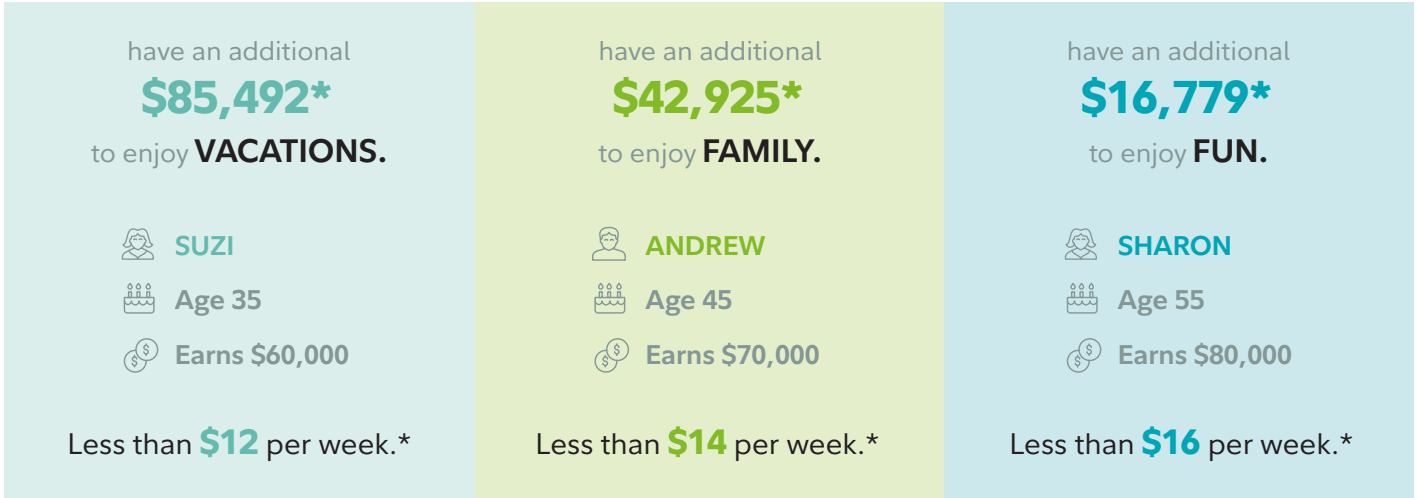 have an additional
$85,492*
to enjoy VACATIONS.
SUZI
Age 35
Earns $60,000
Less than $12 per week.*
have an additional
$42,925*
to enjoy FAMILY.
ANDREW
Age 45
Earns $70,000
Less than $14 per week.*
have an additional
$16,779*
to enjoy FUN.
SHARON
Age 55
Earns $80,000
Less than $16 per week.*